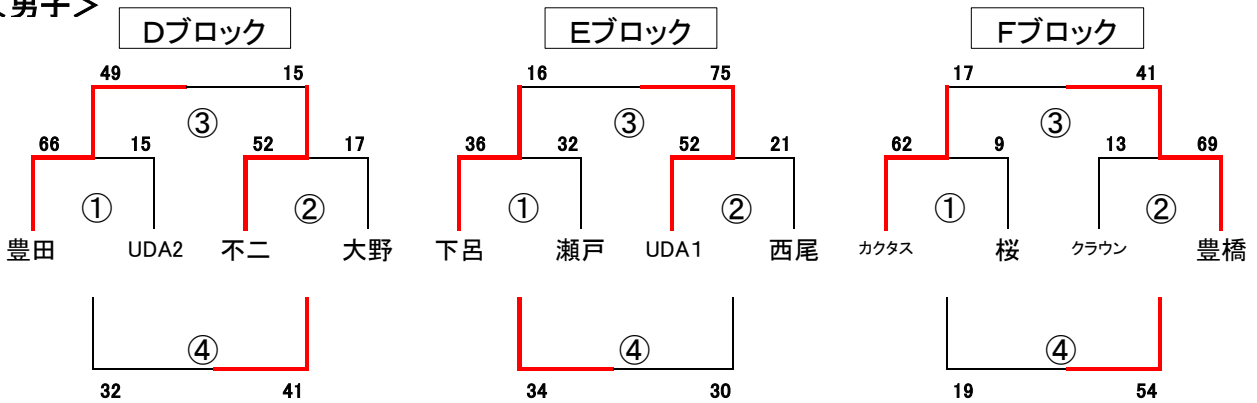 ＜男子＞
Dブロック Eブロック Fブロック
49 15 16 75 17 41
③ ③ ③
66 15 52 17 36 32 52 21 62 9 13 69
① ② ① ② ① ②
豊田 UDA2 不二 大野 下呂 瀬戸 UDA1 西尾 カクタス 桜 クラウン 豊橋
④ ④ ④
32 41 34 30 19 54